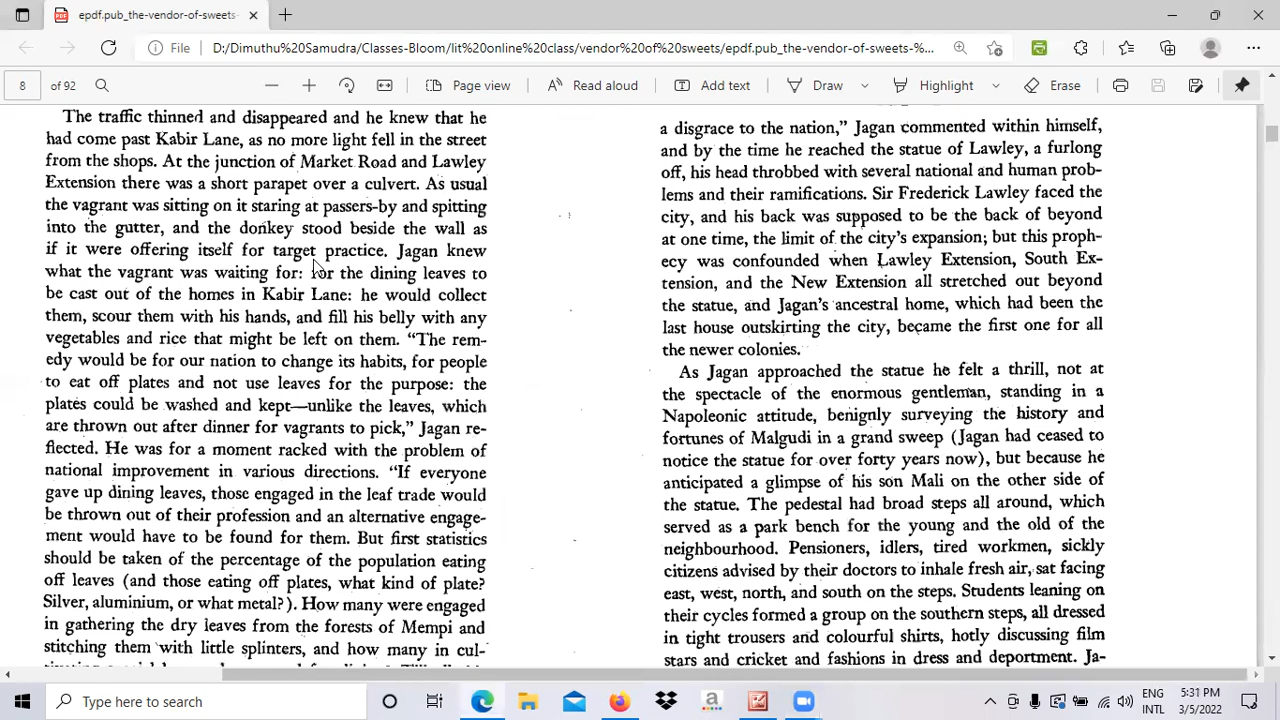 epdf.pub_the-vendor-of-sweets-
File
D:/Dimuthu%20Samudra/Classes-Bloom/lit%20online%20class/vendor%20of%20sweets/epdf.pub_the-vendor-of-sweets-%...
8 of 92
Page view
Read aloud
Add text
Draw
Highlight
Erase
The traffic thinned and disappeared and he knew that he
had come past Kabir Lane, as no more light fell in the street
from the shops. At the junction of Market Road and Lawley
Extension there was a short parapet over a culvert. As usual
the vagrant was sitting on it staring at passers-by and spitting
into the gutter, and the donkey stood beside the wall as
if it were offering itself for target practice. Jagan knew
what the vagrant was waiting for: for the dining leaves to
be cast out of the homes in Kabir Lane: he would collect
them, scour them with his hands, and fill his belly with any
vegetables and rice that might be left on them. "The rem-
edy would be for our nation to change its habits, for people
to eat off plates and not use leaves for the purpose: the
plates could be washed and kept—unlike the leaves, which
are thrown out after dinner for vagrants to pick," Jagan re-
flected. He was for a moment racked with the problem of
national improvement in various directions. "If everyone
gave up dining leaves, those engaged in the leaf trade would
be thrown out of their profession and an alternative engage-
ment would have to be found for them. But first statistics
should be taken of the percentage of the population eating
off leaves (and those eating off plates, what kind of plate?
Silver, aluminium, or what metal?). How many were engaged
in gathering the dry leaves from the forests of Mempi and
stitching them with little splinters, and how many in cul-
a disgrace to the nation," Jagan commented within himself,
and by the time he reached the statue of Lawley, a furlong
off, his head throbbed with several national and human prob-
lems and their ramifications. Sir Frederick Lawley faced the
city, and his back was supposed to be the back of beyond
at one time, the limit of the city's expansion; but this proph-
ecy was confounded when Lawley Extension, South Ex-
tension, and the New Extension all stretched out beyond
the statue, and Jagan's ancestral home, which had been the
last house outskirting the city, became the first one for all
the newer colonies.
As Jagan approached the statue he felt a thrill, not at
the spectacle of the enormous gentleman, standing in a
Napoleonic attitude, benignly surveying the history and
fortunes of Malgudi in a grand sweep (Jagan had ceased to
notice the statue for over forty years now), but because he
anticipated a glimpse of his son Mali on the other side of
the statue. The pedestal had broad steps all around, which
served as a park bench for the young and the old of the
neighbourhood. Pensioners, idlers, tired workmen, sickly
citizens advised by their doctors to inhale fresh air, sat facing
east, west, north, and south on the steps. Students leaning on
their cycles formed a group on the southern steps, all dressed
in tight trousers and colourful shirts, hotly discussing film
stars and cricket and fashions in dress and deportment. Ja-
Type here to search
ENG
INTL
5:31 PM
3/5/2022